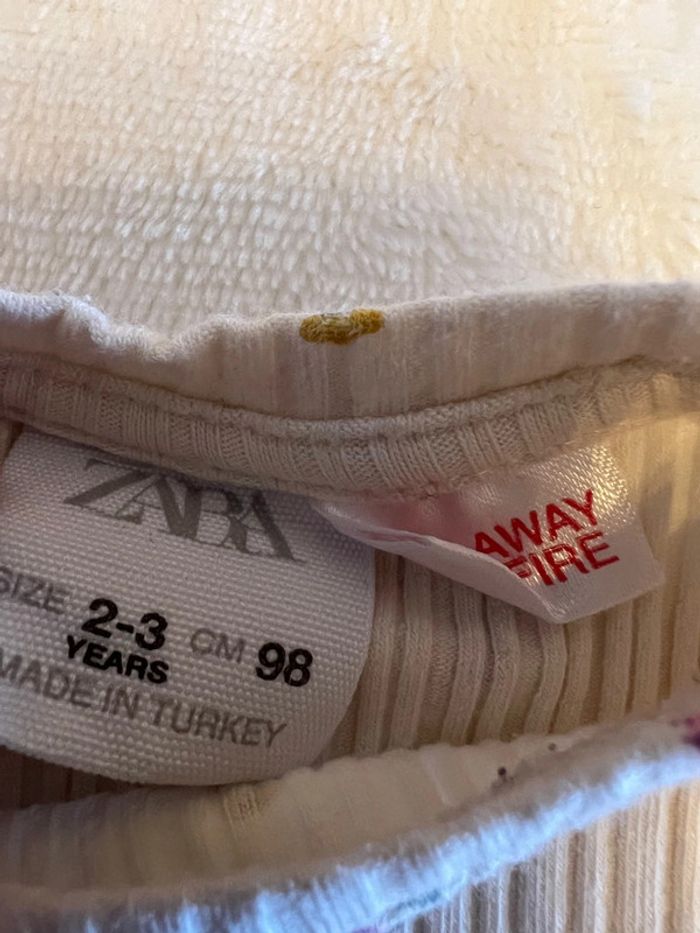 ZARA
SIZE 2-3 CM 98
YEARS
MADE IN TURKEY
AWAY
FIRE